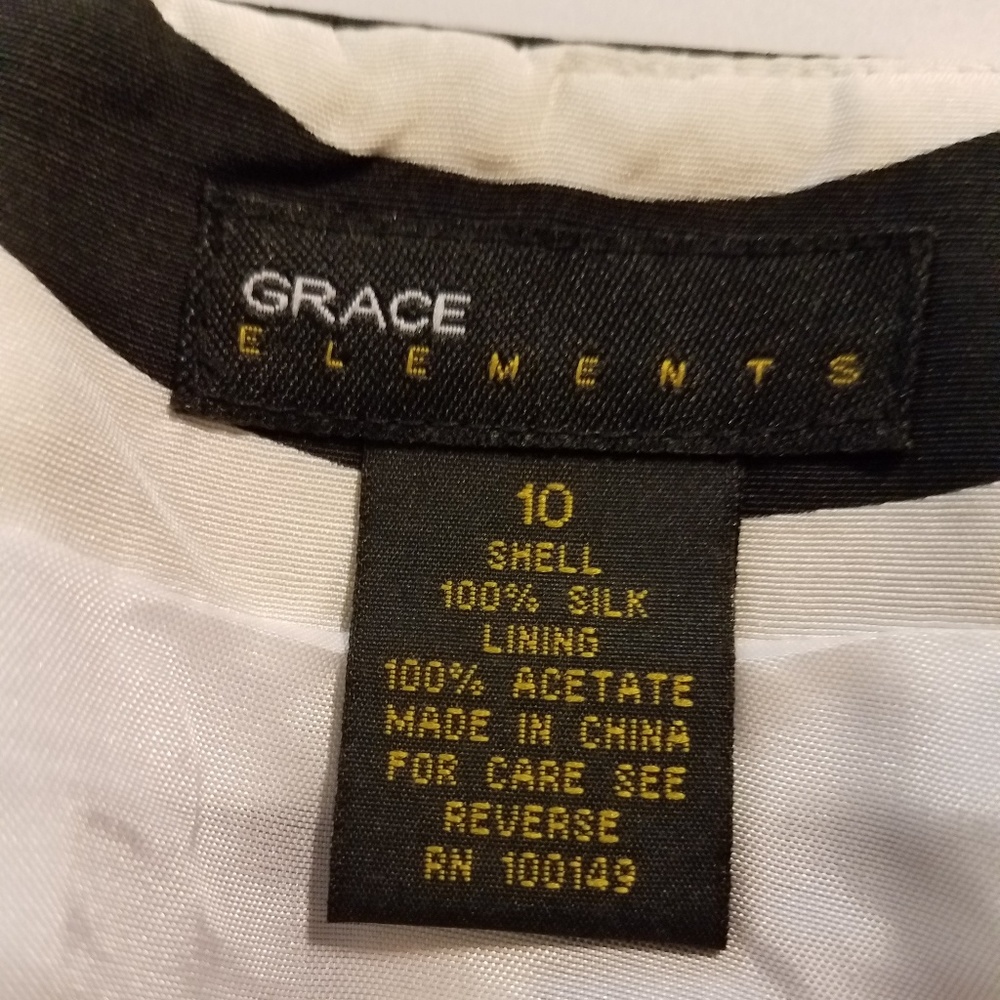 GRACE
ELEMENTS
10
SHELL
100% SILK
LINING
100% ACETATE
MADE IN CHINA
FOR CARE SEE
REVERSE
RN 100149